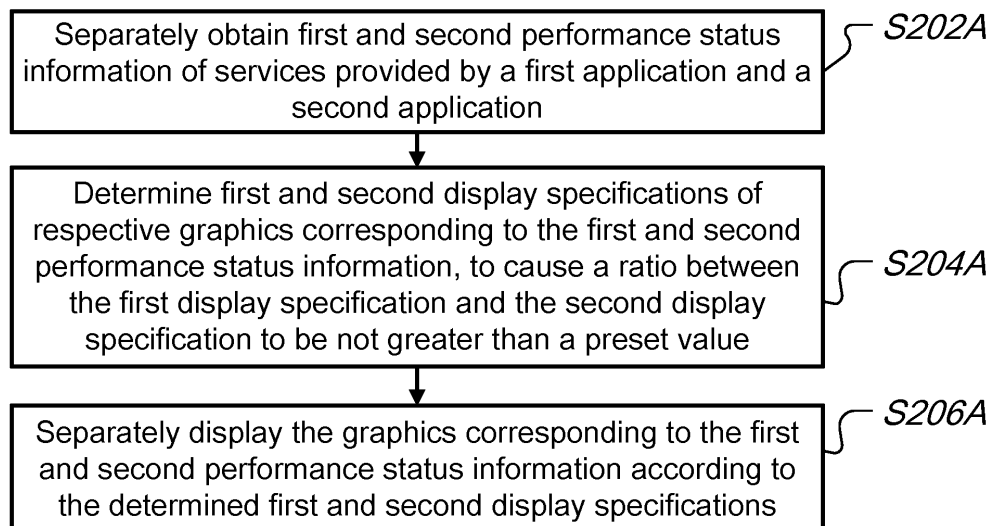 Separately obtain first and second performance status
information of services provided by a first application and a
second application
S202A
Determine first and second display specifications of
respective graphics corresponding to the first and second
performance status information, to cause a ratio between
the first display specification and the second display
specification to be not greater than a preset value
S204A
Separately display the graphics corresponding to the first
and second performance status information according to
the determined first and second display specifications
S206A